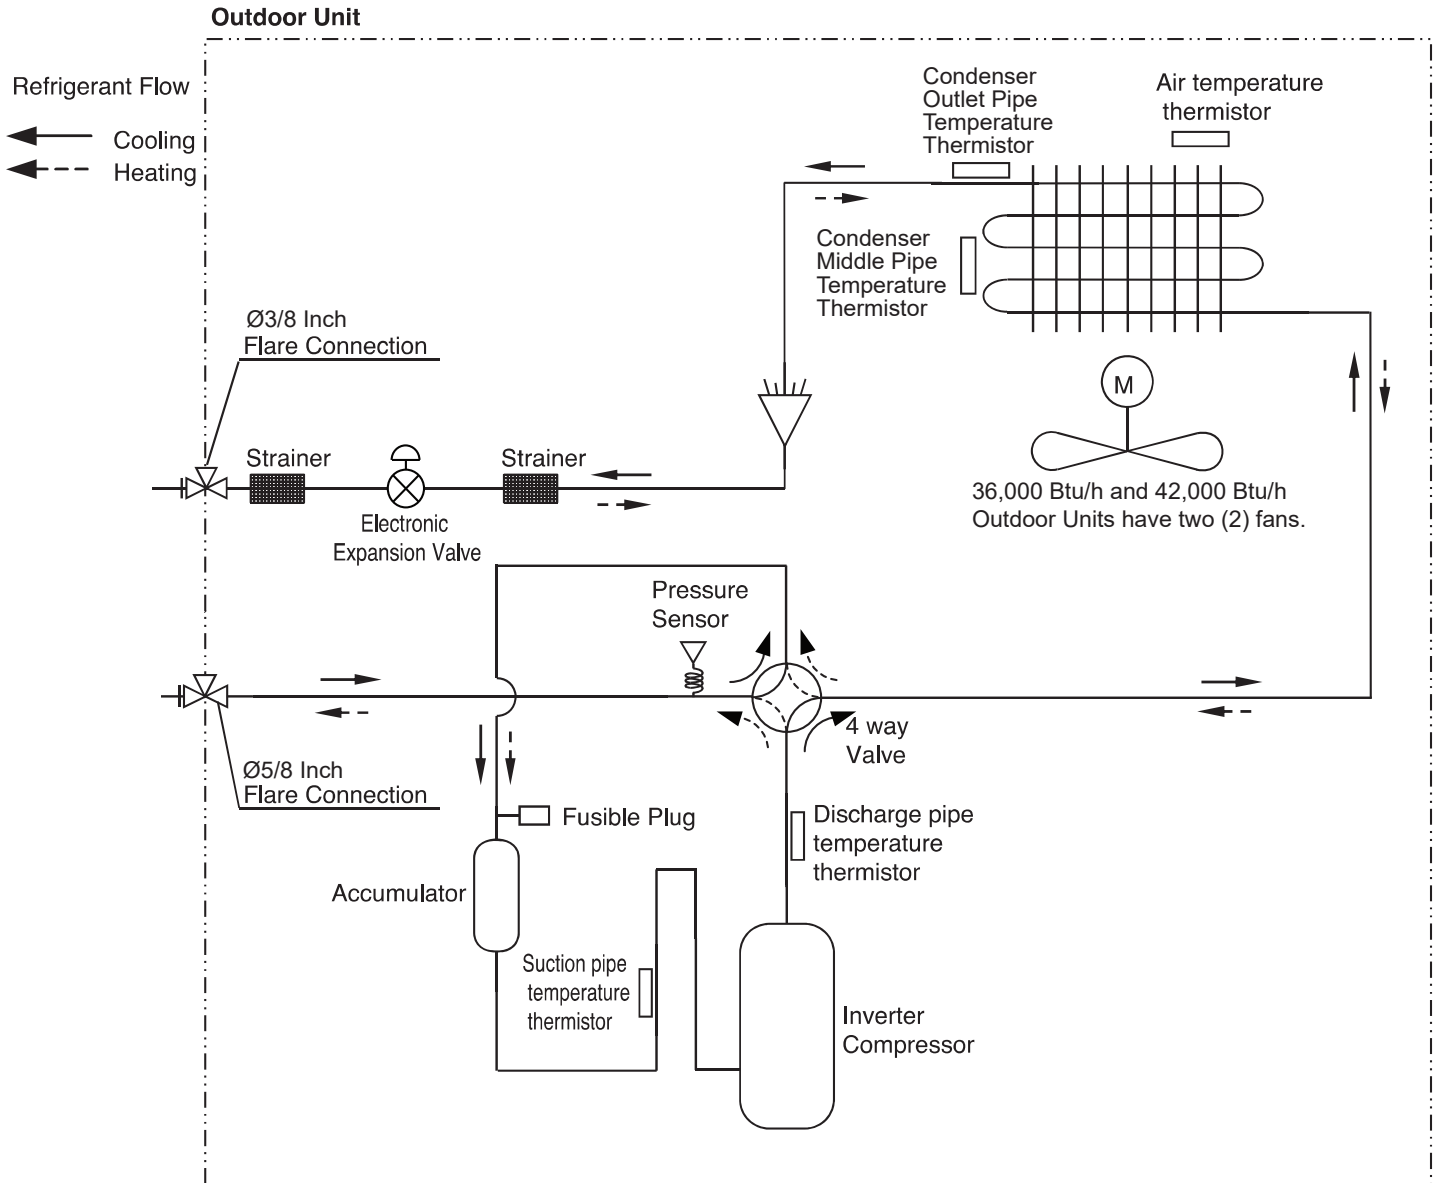 Outdoor Unit
Refrigerant Flow
Cooling
Heating
Condenser
Outlet Pipe
Temperature
Thermistor
Air temperature
thermistor
Condenser
Middle Pipe
Temperature
Thermistor
Ø3/8 Inch
Flare Connection
M
Strainer
Strainer
36,000 Btu/h and 42,000 Btu/h
Outdoor Units have two (2) fans.
Electronic
Expansion Valve
Pressure
Sensor
4 way
Valve
Ø5/8 Inch
Flare Connection
Fusible Plug
Discharge pipe
temperature
thermistor
Accumulator
Suction pipe
temperature
thermistor
Inverter
Compressor